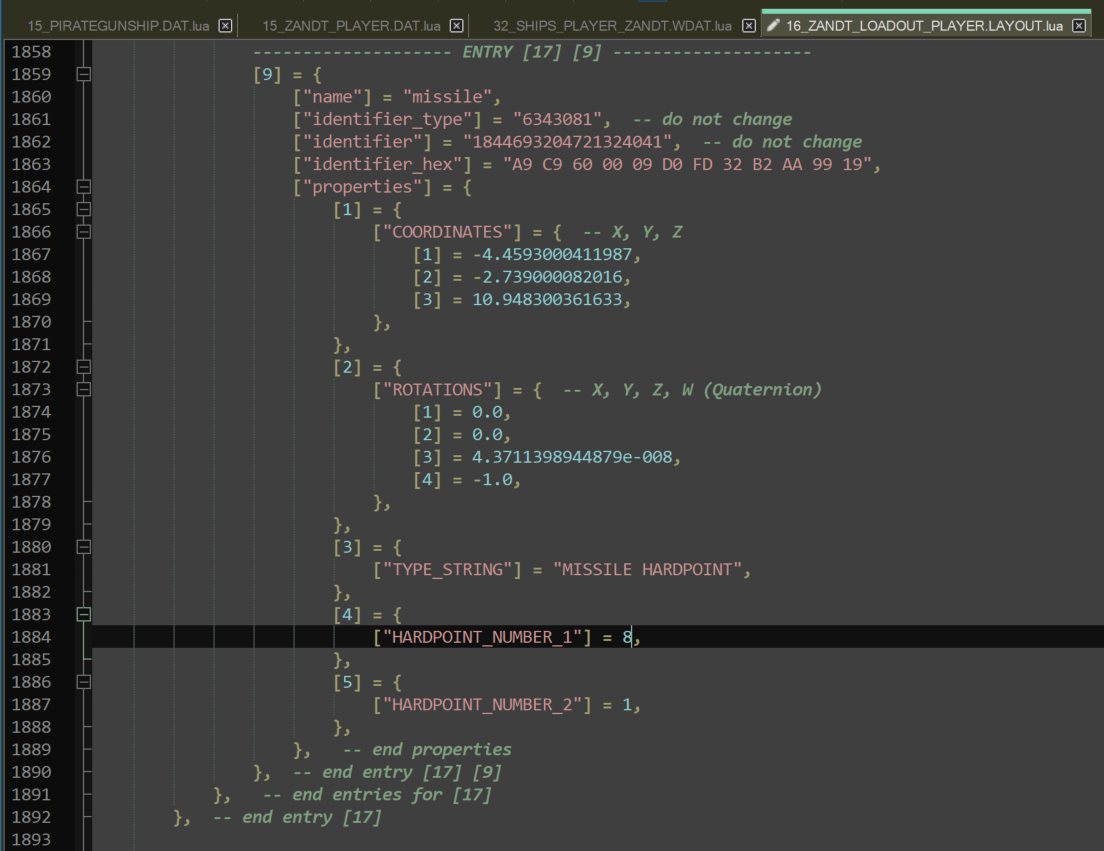 15_PIRATEGUNSHIP.DAT.lua 15_ZANDT_PLAYER.DAT.lua 32_SHIPS_PLAYER_ZANDT.WDAT.lua 16_ZANDT_LOADOUT_PLAYER.LAYOUT.lua
1858 -------------------- ENTRY [17] [9] --------------------
1859 [9] = {
1860 ["name"] = "missile",
1861 ["identifier_type"] = "6343081", -- do not change
1862 ["identifier"] = "1844693204721324041", -- do not change
1863 ["identifier_hex"] = "A9 C9 60 00 09 D0 FD 32 B2 AA 99 19",
1864 ["properties"] = {
1865 [1] = {
1866 ["COORDINATES"] = { -- X, Y, Z
1867 [1] = -4.4593000411987,
1868 [2] = -2.739000082016,
1869 [3] = 10.948300361633,
1870 },
1871 },
1872 [2] = {
1873 ["ROTATIONS"] = { -- X, Y, Z, W (Quaternion)
1874 [1] = 0.0,
1875 [2] = 0.0,
1876 [3] = 4.3711398944879e-008,
1877 [4] = -1.0,
1878 },
1879 },
1880 [3] = {
1881 ["TYPE_STRING"] = "MISSILE HARDPOINT",
1882 },
1883 [4] = {
1884 ["HARDPOINT_NUMBER_1"] = 8,
1885 },
1886 [5] = {
1887 ["HARDPOINT_NUMBER_2"] = 1,
1888 },
1889 }, -- end properties
1890 }, -- end entry [17] [9]
1891 }, -- end entries for [17]
1892 }, -- end entry [17]
1893